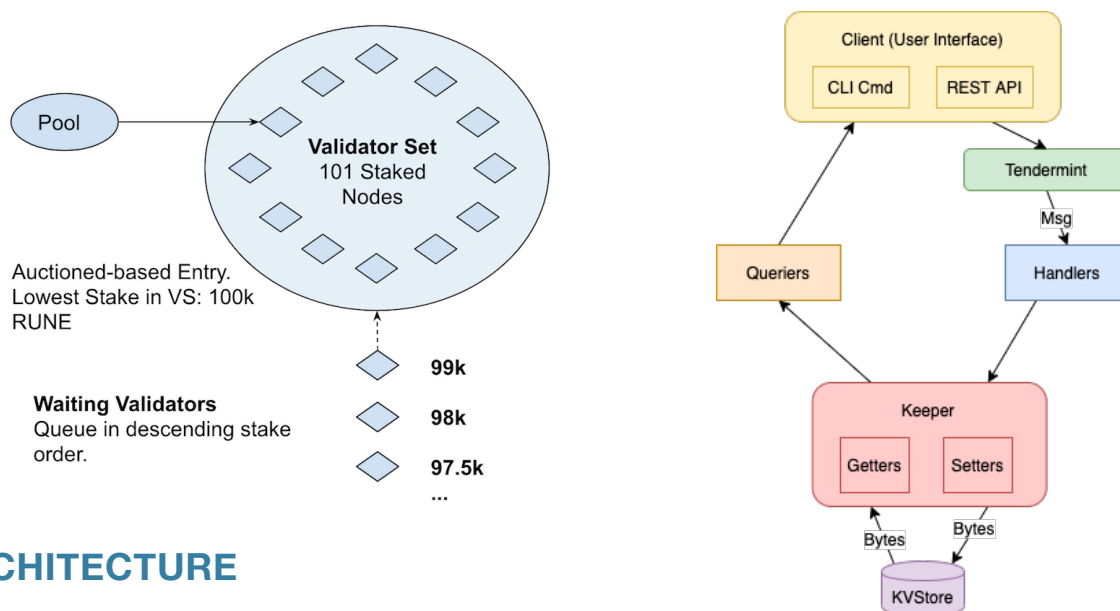 Pool
Validator Set
101 Staked
Nodes
Auctioned-based Entry.
Lowest Stake in VS: 100k
RUNE
99k
Waiting Validators
Queue in descending stake
order.
98k
97.5k
...
CHITECTURE
Client (User Interface)
CLI Cmd
REST API
Tendermint
Msg
Queriers
Handlers
Keeper
Getters
Setters
Bytes
Bytes
KVStore